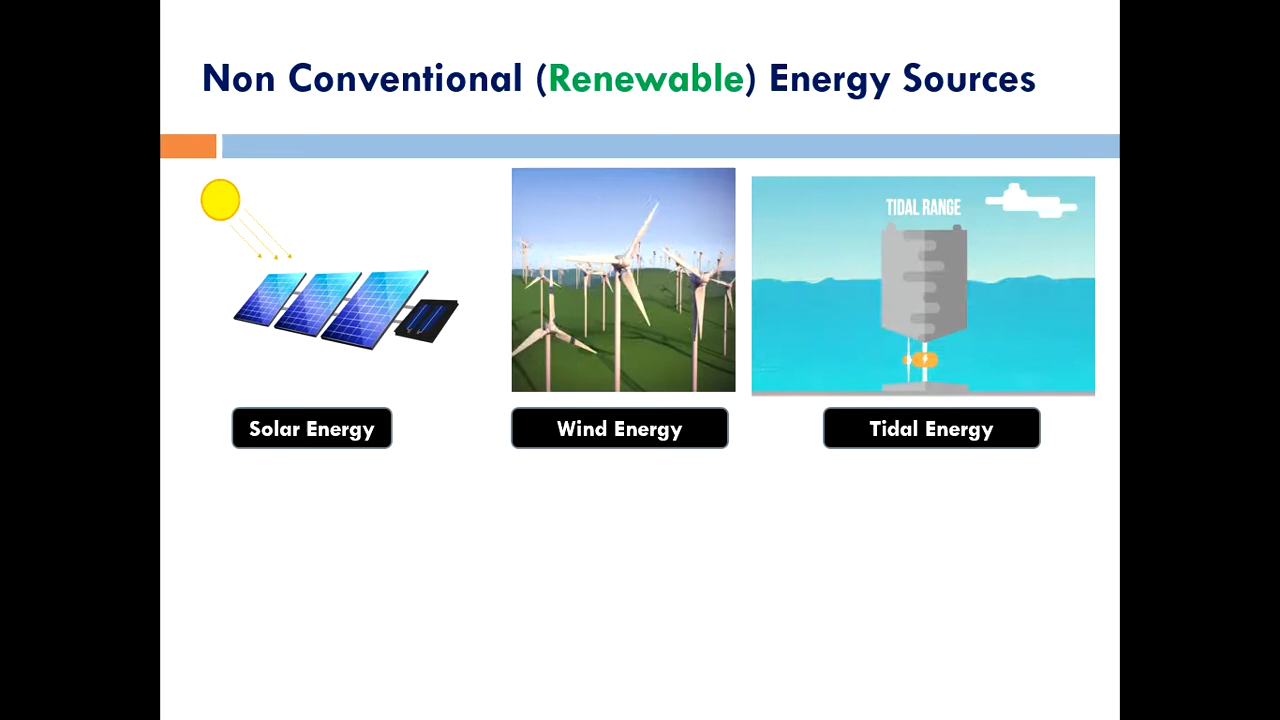 Non Conventional (Renewable) Energy Sources
TIDAL RANGE
Solar Energy
Wind Energy
Tidal Energy